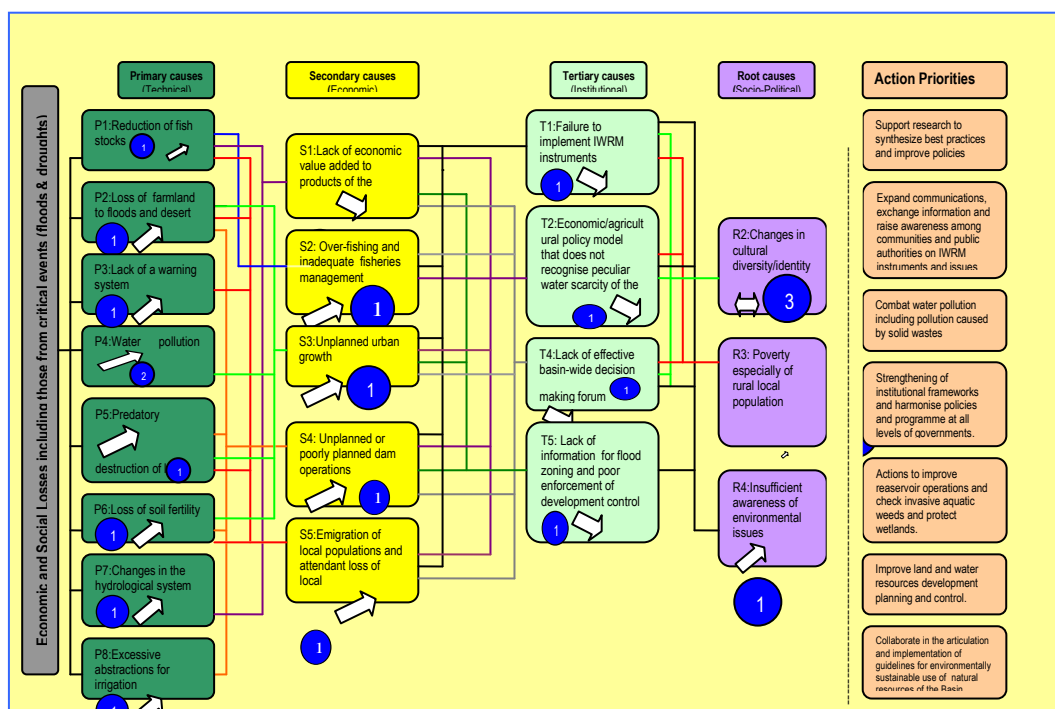 Economic and Social Losses including those from critical events (floods & droughts)
Primary causes
(Technical)
P1:Reduction of fish
stocks
1
P2:Loss of farmland
to floods and desert
1
P3:Lack of a warning
system
1
P4:Water pollution
2
P5:Predatory
destruction of
1
P6:Loss of soil fertility
1
P7:Changes in the
hydrological system
1
P8:Excessive
abstractions for
irrigation
1
Secondary causes
(Economic)
S1:Lack of economic
value added to
products of the
S2: Over-fishing and
inadequate fisheries
management
1
S3:Unplanned urban
growth
1
S4: Unplanned or
poorly planned dam
operations
1
S5:Emigration of
local populations and
attendant loss of
local
1
Tertiary causes
(Institutional)
T1:Failure to
implement IWRM
instruments
1
T2:Economic/agricult
ural policy model
that does not
recognise peculiar
water scarcity of the
1
T4:Lack of effective
basin-wide decision
making forum
1
T5: Lack of
information for flood
zoning and poor
enforcement of
development control
1
Root causes
(Socio-Political)
R2:Changes in
cultural
diversity/identity
3
R3: Poverty
especially of
rural local
population
R4:Insufficient
awareness of
environmental
issues
1
Action Priorities
Support research to
synthesize best practices
and improve policies
Expand communications,
exchange information and
raise awareness among
communities and public
authorities on IWRM
instruments and issues
Combat water pollution
including pollution caused
by solid wastes
Strengthening of
institutional frameworks
and harmonise policies
and programme at all
levels of governments.
Actions to improve
reaservoir operations and
check invasive aquatic
weeds and protect
wetlands.
Improve land and water
resources development
planning and control.
Collaborate in the articulation
and implementation of
guidelines for environmentally
sustainable use of natural
resources of the Basin